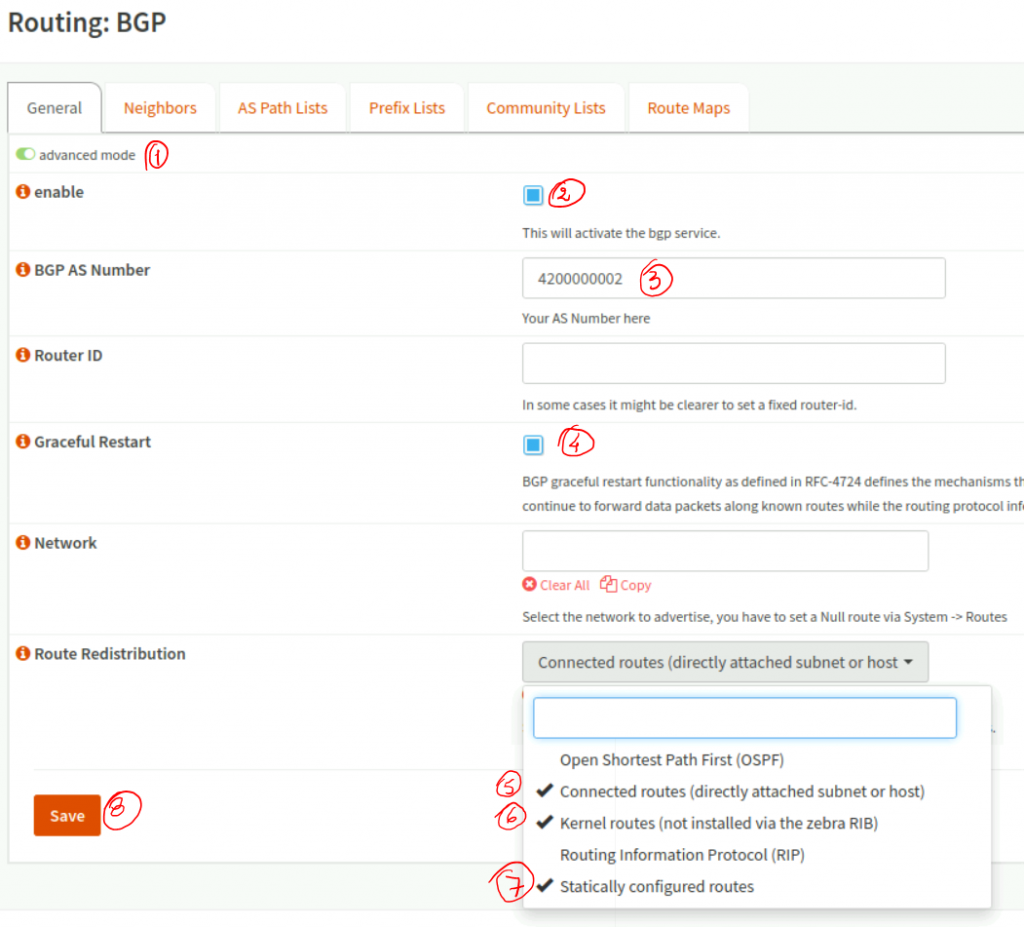 Routing: BGP
General Neighbors AS Path Lists Prefix Lists Community Lists Route Maps
advanced mode 1
enable 2
This will activate the bgp service.
BGP AS Number 4200000002 3
Your AS Number here
Router ID
In some cases it might be clearer to set a fixed router-id.
Graceful Restart 4
BGP graceful restart functionality as defined in RFC-4724 defines the mechanisms th
continue to forward data packets along known routes while the routing protocol info
Network
Clear All Copy
Select the network to advertise, you have to set a Null route via System -> Routes
Route Redistribution Connected routes (directly attached subnet or host
Open Shortest Path First (OSPF)
5 Connected routes (directly attached subnet or host)
Save 8
6 Kernel routes (not installed via the zebra RIB)
Routing Information Protocol (RIP)
7 Statically configured routes